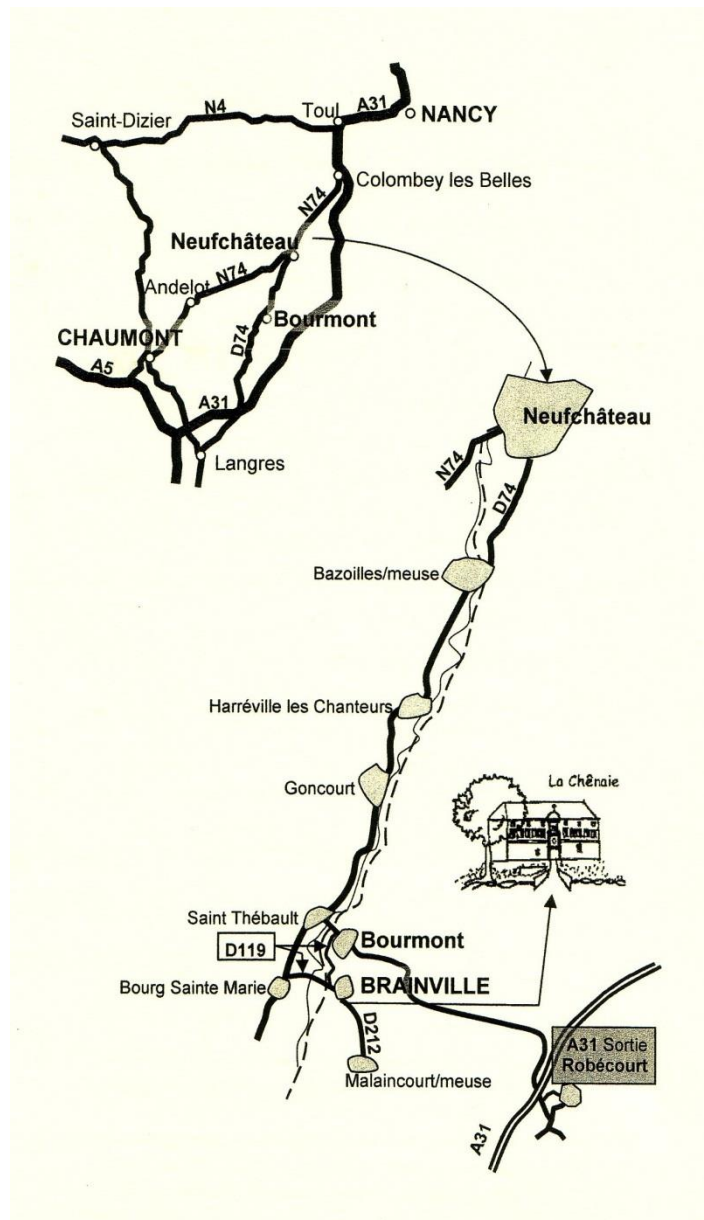 N4
Toul
A31
NANCY
Saint-Dizier
Colombey les Belles
N74
Neufchâteau
N74
Andelot
Bourmont
CHAUMONT
D74
A5
A31
Langres
Neufchâteau
N74
D74
Bazoilles/meuse
Harréville les Chanteurs
La Chênaie
Goncourt
Saint Thébault
D119
Bourmont
Bourg Sainte Marie
BRAINVILLE
D212
A31 Sortie
Robécourt
Malaincourt/meuse
A31